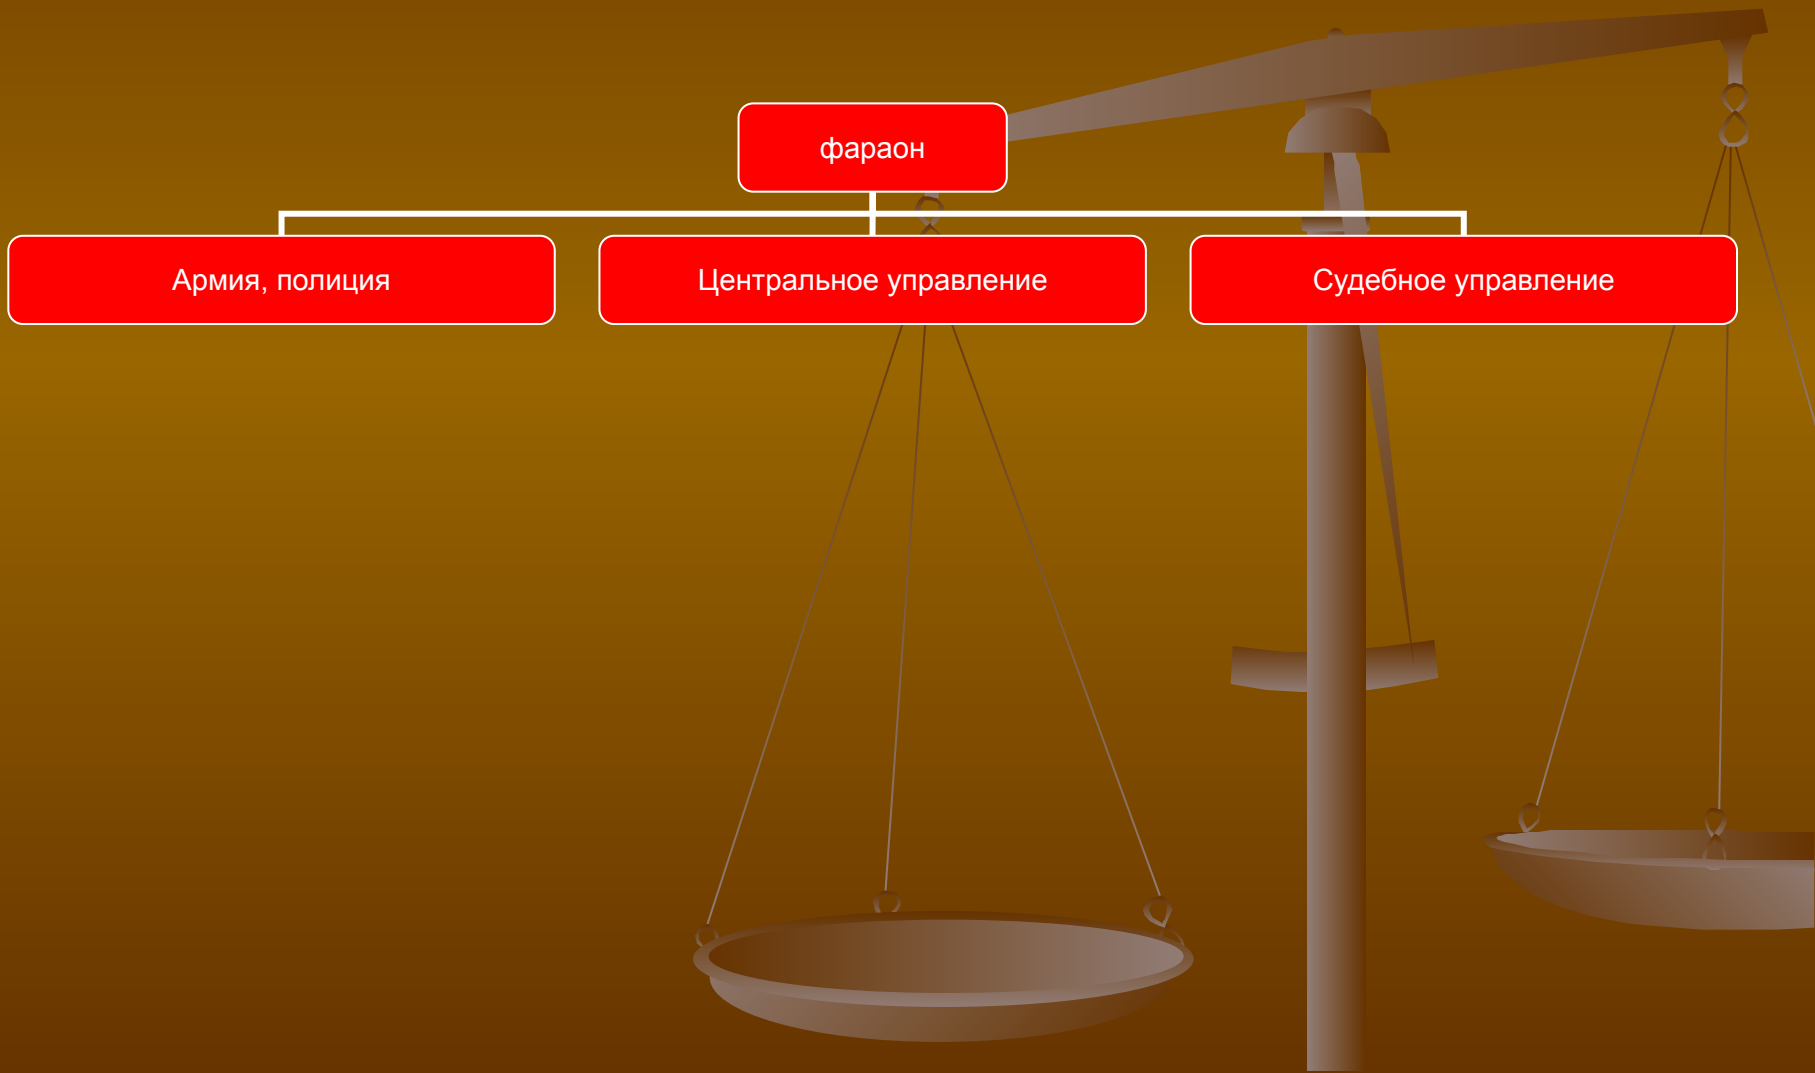 фараон
Армия, полиция
Центральное управление
Судебное управление